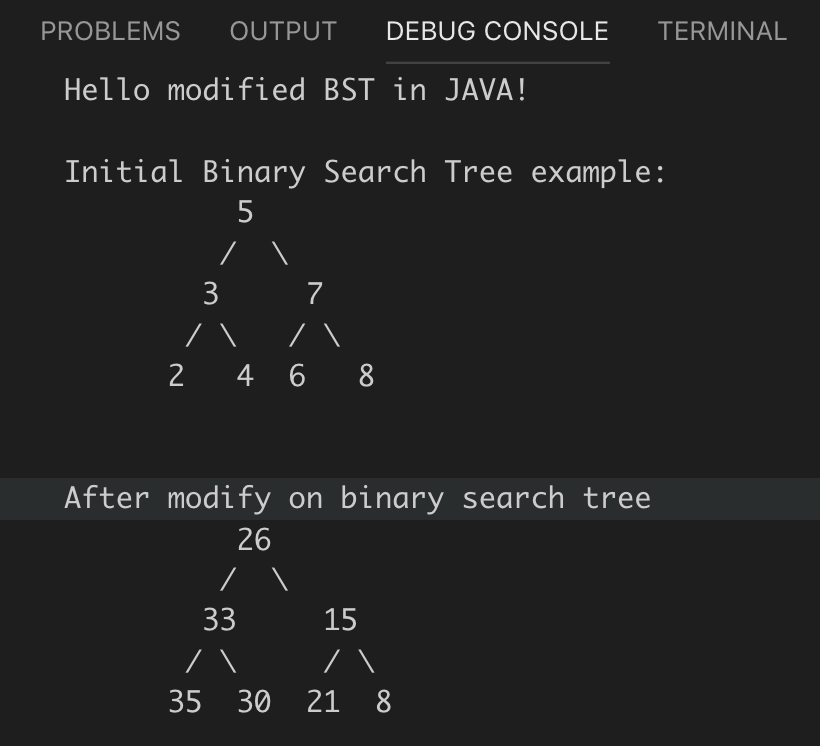 PROBLEMS OUTPUT DEBUG CONSOLE TERMINAL
Hello modified BST in JAVA!
Initial Binary Search Tree example:
5
/ \
3 7
/ \ / \
2 4 6 8
After modify on binary search tree
26
/ \
33 15
/ \ / \
35 30 21 8